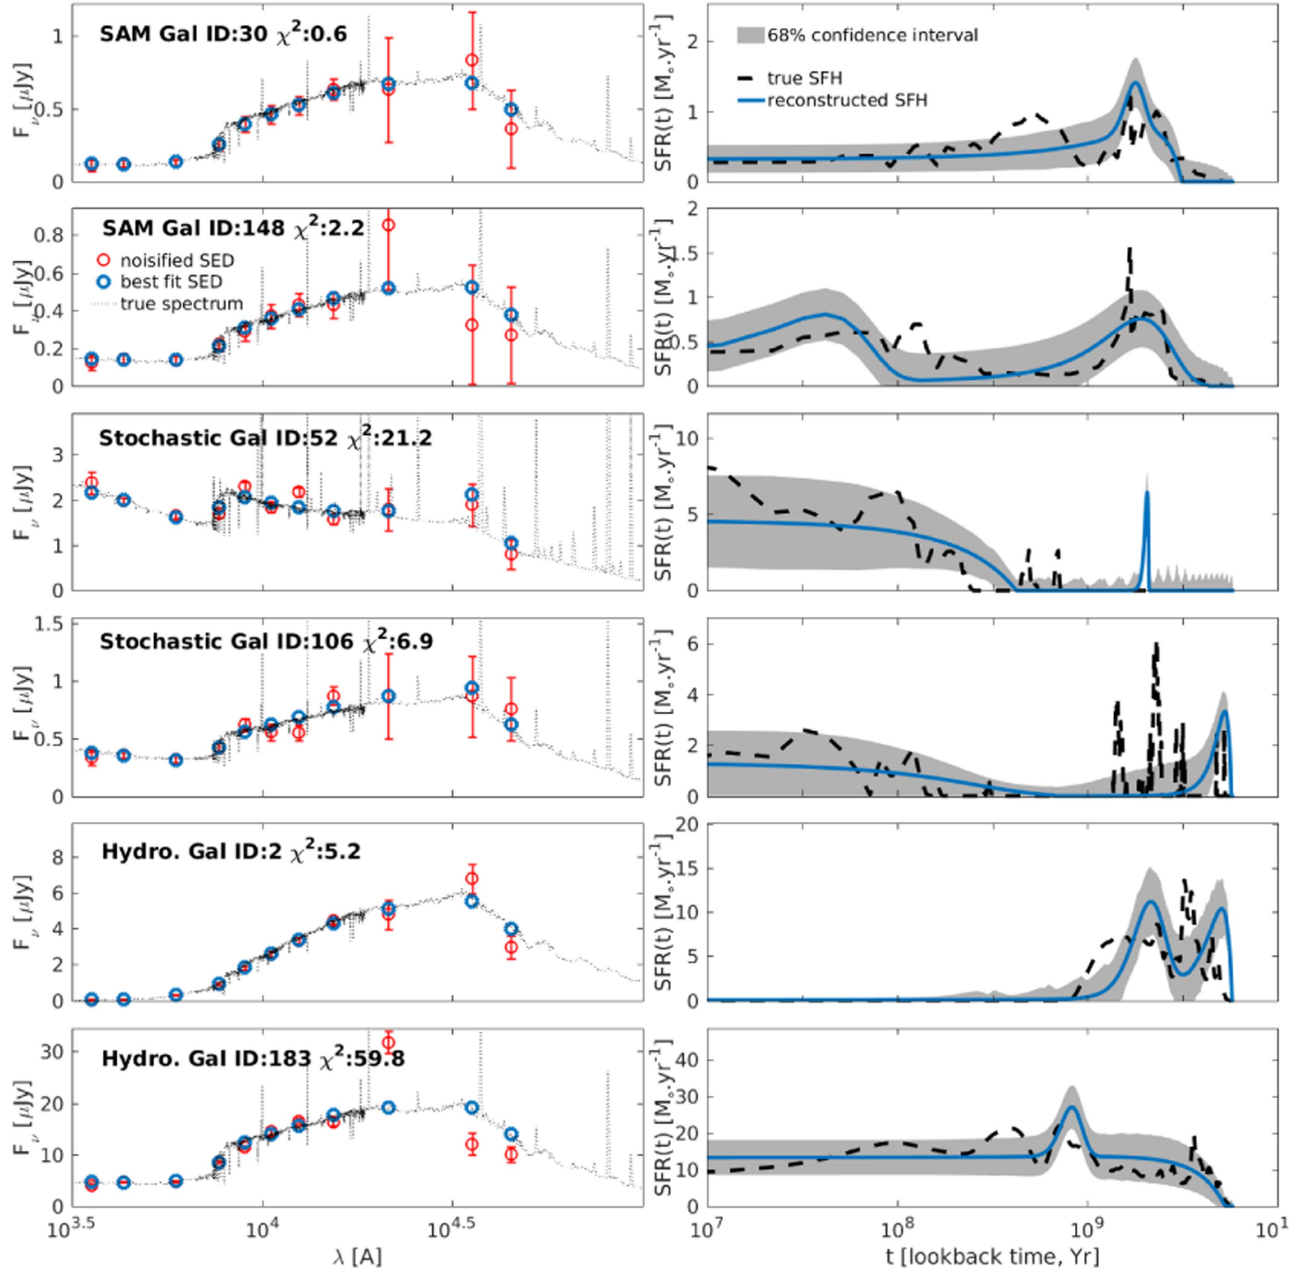 SAM Gal ID:30 χ²:0.6
F_ν [μJy]
1
0.5
0
SFR(t) [M_°.yr⁻¹]
2
1
0
68% confidence interval
true SFH
reconstructed SFH
SAM Gal ID:148 χ²:2.2
noisified SED
best fit SED
true spectrum
F_ν [μJy]
0.8
0.6
0.4
0.2
0
SFR(t) [M_°.yr⁻¹]
2
1.5
1
0.5
0
Stochastic Gal ID:52 χ²:21.2
F_ν [μJy]
3
2
1
0
SFR(t) [M_°.yr⁻¹]
10
5
0
Stochastic Gal ID:106 χ²:6.9
F_ν [μJy]
1.5
1
0.5
0
SFR(t) [M_°.yr⁻¹]
6
4
2
0
Hydro. Gal ID:2 χ²:5.2
F_ν [μJy]
8
6
4
2
0
SFR(t) [M_°.yr⁻¹]
20
15
10
5
0
Hydro. Gal ID:183 χ²:59.8
F_ν [μJy]
30
20
10
0
SFR(t) [M_°.yr⁻¹]
40
30
20
10
0
10^3.5 10^4 10^4.5
λ [A]
10^7 10^8 10^9 10^1
t [lookback time, Yr]